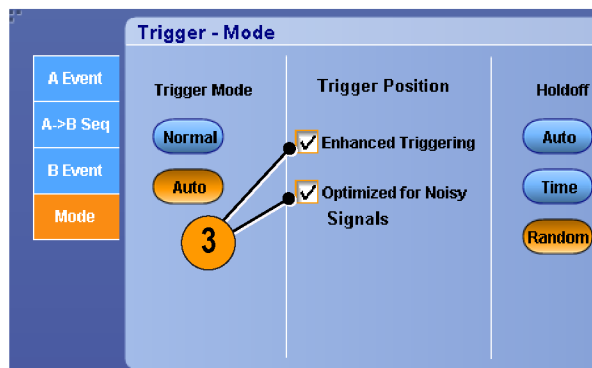 Trigger - Mode
A Event
A->B Seq
B Event
Mode
Trigger Mode
Normal
Auto
3
Trigger Position
Enhanced Triggering
Optimized for Noisy
Signals
Holdoff
Auto
Time
Random